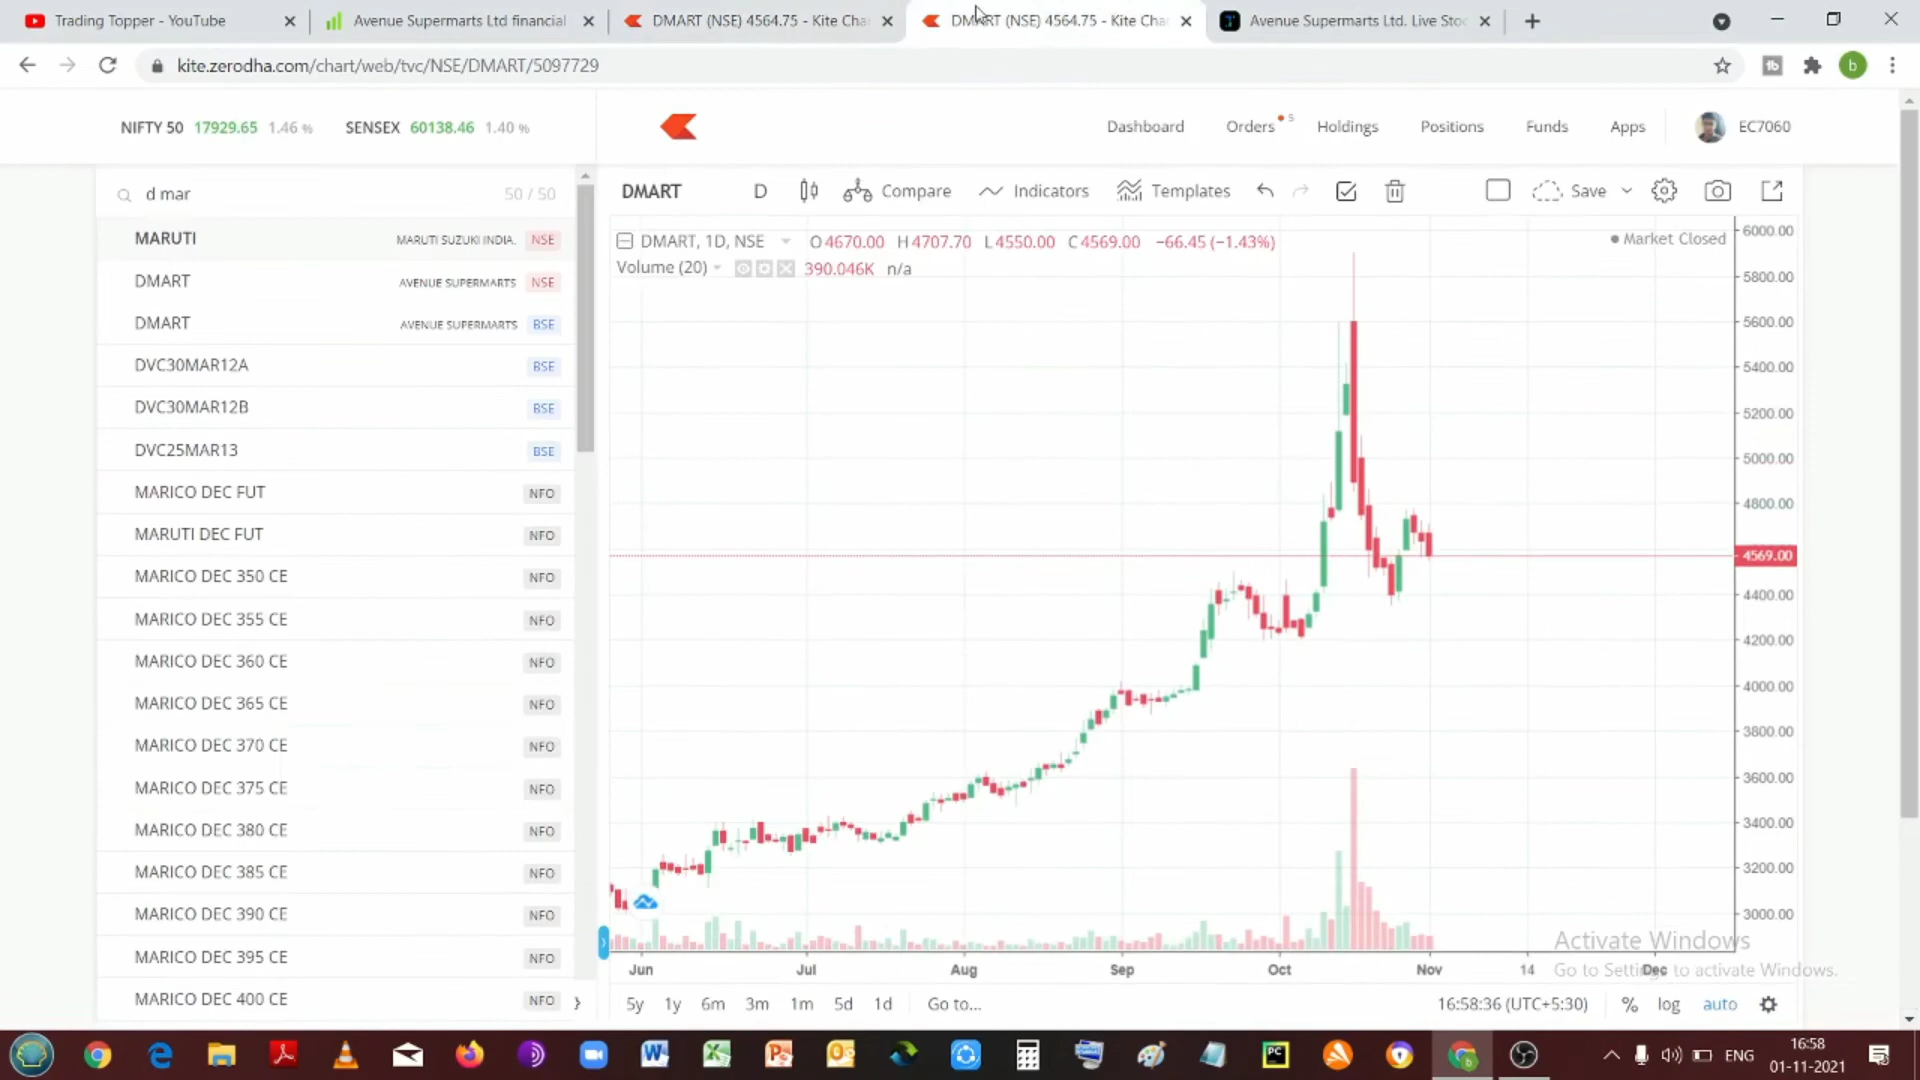 Trading Topper - YouTube
Avenue Supermarts Ltd financial
DMART (NSE) 4564.75 - Kite Cha
DMART (NSE) 4564.75 - Kite Cha
Avenue Supermarts Ltd. Live Stoc
kite.zerodha.com/chart/web/tvc/NSE/DMART/5097729
b
NIFTY 50 17929.65 1.46 %
SENSEX 60138.46 1.40 %
Dashboard
Orders 5
Holdings
Positions
Funds
Apps
EC7060
d mar 50 / 50
MARUTI MARUTI SUZUKI INDIA. NSE
DMART AVENUE SUPERMARTS NSE
DMART AVENUE SUPERMARTS BSE
DVC30MAR12A BSE
DVC30MAR12B BSE
DVC25MAR13 BSE
MARICO DEC FUT NFO
MARUTI DEC FUT NFO
MARICO DEC 350 CE NFO
MARICO DEC 355 CE NFO
MARICO DEC 360 CE NFO
MARICO DEC 365 CE NFO
MARICO DEC 370 CE NFO
MARICO DEC 375 CE NFO
MARICO DEC 380 CE NFO
MARICO DEC 385 CE NFO
MARICO DEC 390 CE NFO
MARICO DEC 395 CE NFO
MARICO DEC 400 CE NFO
DMART D Compare Indicators Templates Save
DMART, 1D, NSE O4670.00 H4707.70 L4550.00 C4569.00 −66.45 (−1.43%)
Market Closed
Volume (20) 390.046K n/a
6000.00
5800.00
5600.00
5400.00
5200.00
5000.00
4800.00
4569.00
4400.00
4200.00
4000.00
3800.00
3600.00
3400.00
3200.00
3000.00
Jun Jul Aug Sep Oct Nov 14 Dec
Activate Windows
Go to Settings to activate Windows.
5y 1y 6m 3m 1m 5d 1d Go to...
16:58:36 (UTC+5:30) % log auto
ENG
16:58
01-11-2021